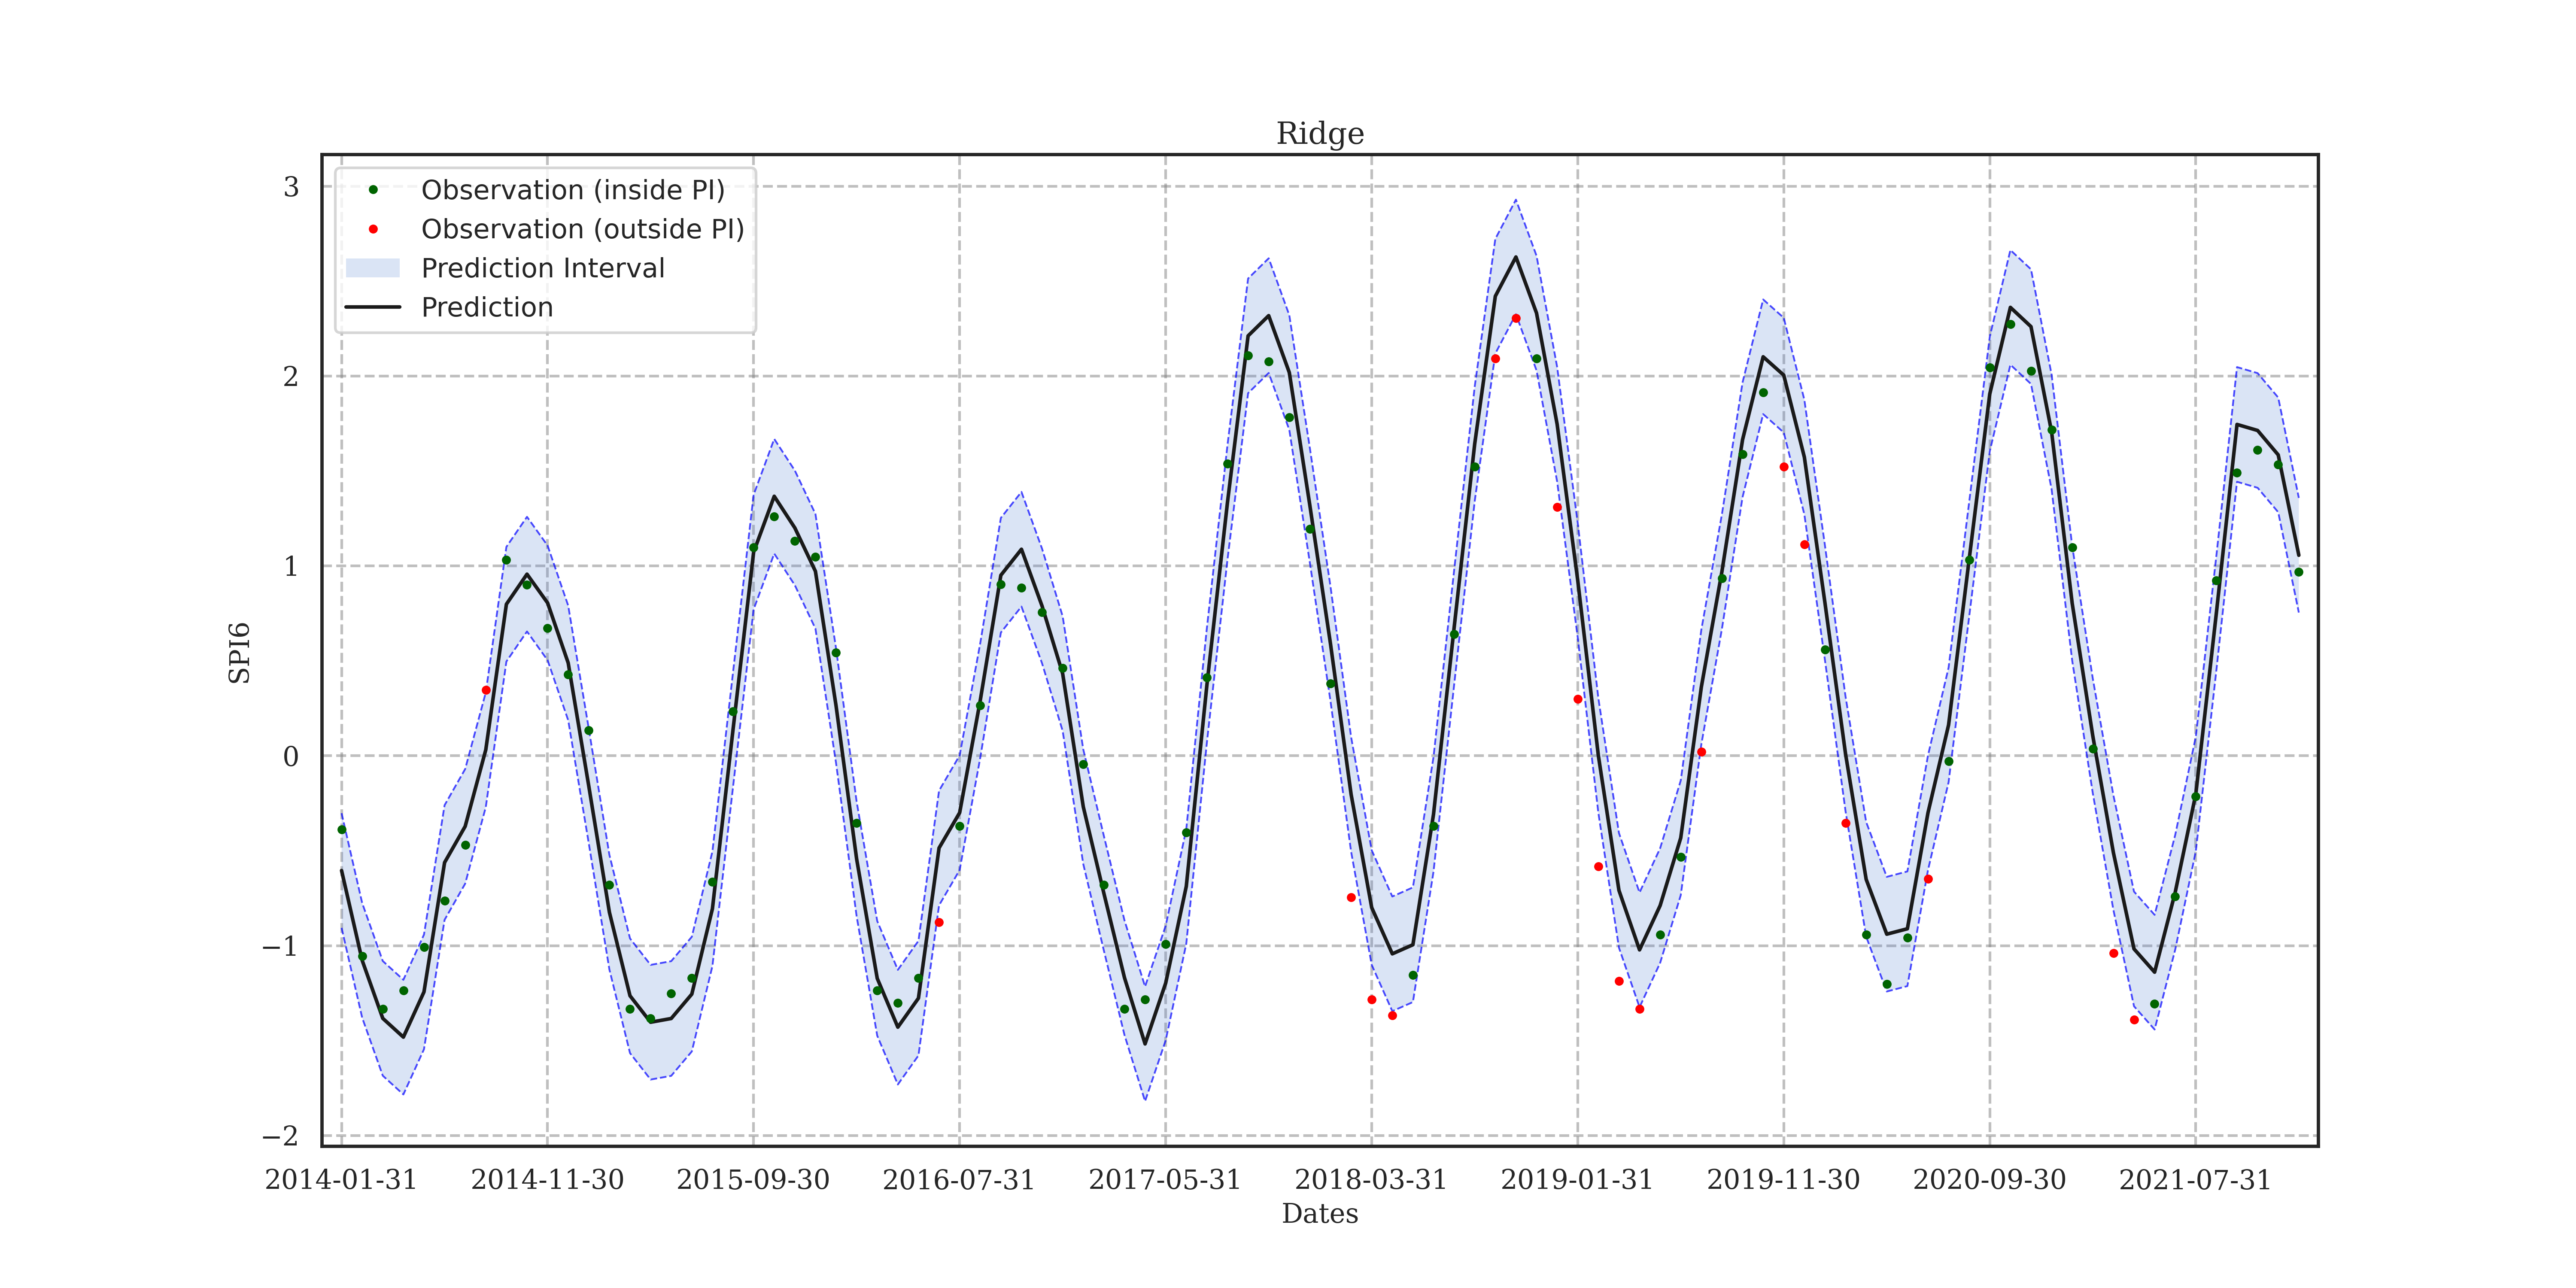 Ridge
Observation (inside PI)
Observation (outside PI)
Prediction Interval
Prediction
3
2
1
0
−1
−2
SPI6
2014-01-31 2014-11-30 2015-09-30 2016-07-31 2017-05-31 2018-03-31 2019-01-31 2019-11-30 2020-09-30 2021-07-31
Dates